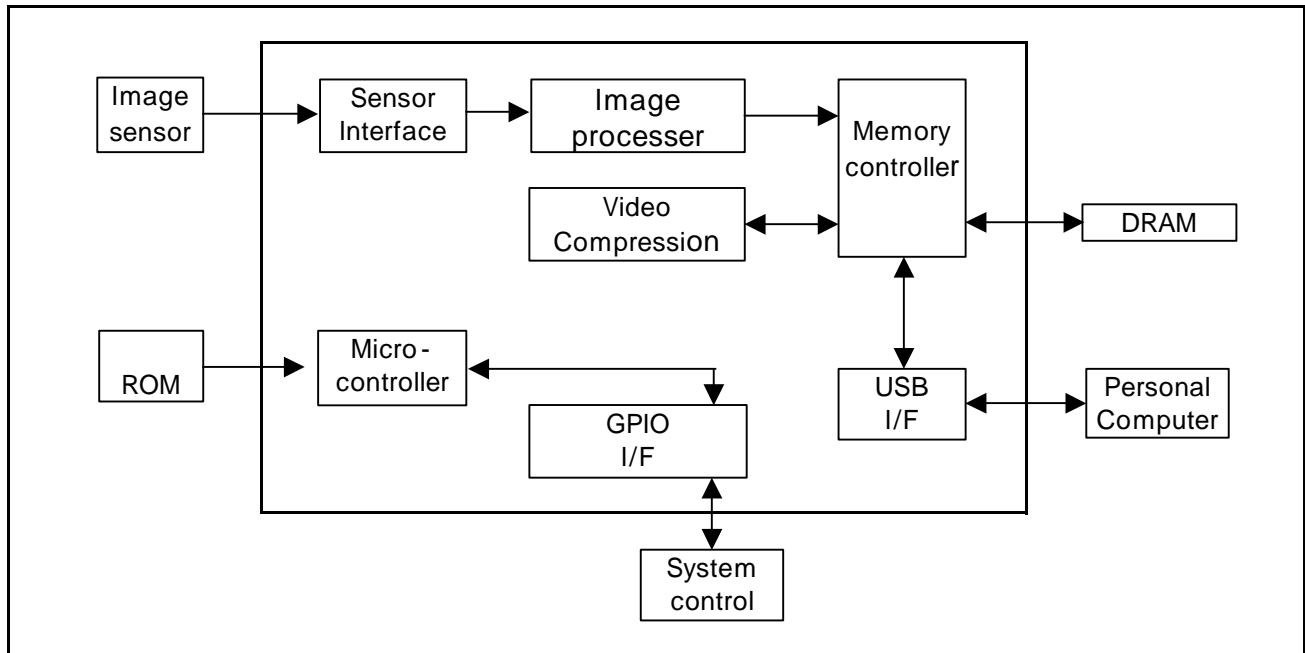 Image
sensor
Sensor
Interface
Image
processer
Memory
controller
Video
Compression
DRAM
ROM
Micro-
controller
GPIO
I/F
USB
I/F
Personal
Computer
System
control